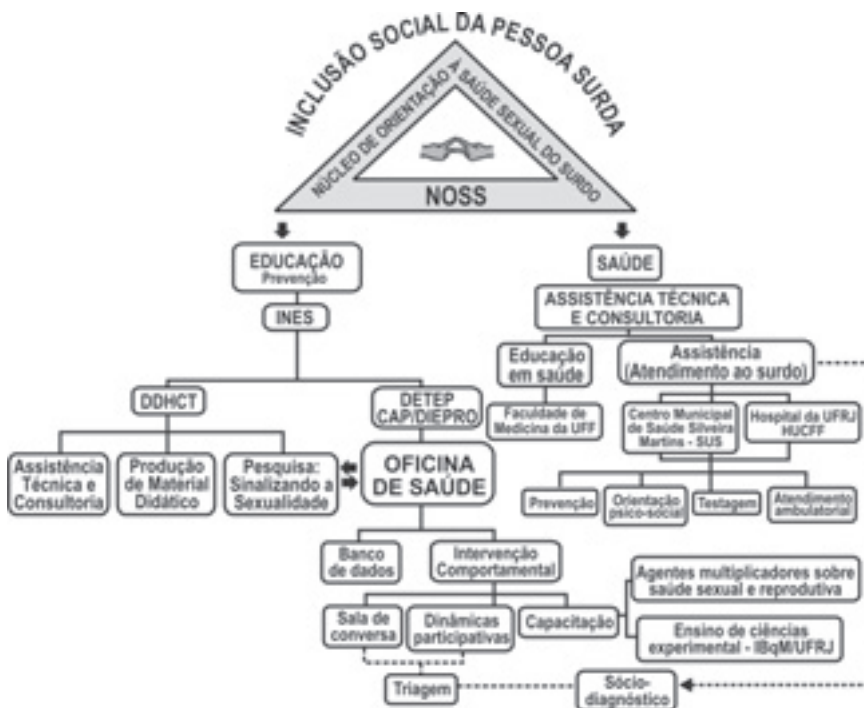 INCLUSÃO SOCIAL DA PESSOA SURDA
NÚCLEO DE ORIENTAÇÃO À SAÚDE SEXUAL DO SURDO
NOSS
EDUCAÇÃO
Prevenção
INES
SAÚDE
ASSISTÊNCIA TÉCNICA
E CONSULTORIA
Educação
em saúde
Assistência
(Atendimento ao surdo)
DDHCT
DETEP
CAP/DIEPRO
Faculdade de
Medicina da UFF
Centro Municipal
de Saúde Silveira
Martins - SUS
Hospital da UFRJ
HUCFF
Assistência
Técnica e
Consultoria
Produção
de Material
Didático
Pesquisa:
Sinalizando a
Sexualidade
OFICINA
DE SAÚDE
Prevenção
Orientação
psico-social
Testagem
Atendimento
ambulatorial
Banco
de dados
Intervenção
Comportamental
Agentes multiplicadores sobre
saúde sexual e reprodutiva
Sala de
conversa
Dinâmicas
participativas
Capacitação
Ensino de ciências
experimental - IBqM/UFRJ
Triagem
Sócio-
diagnóstico